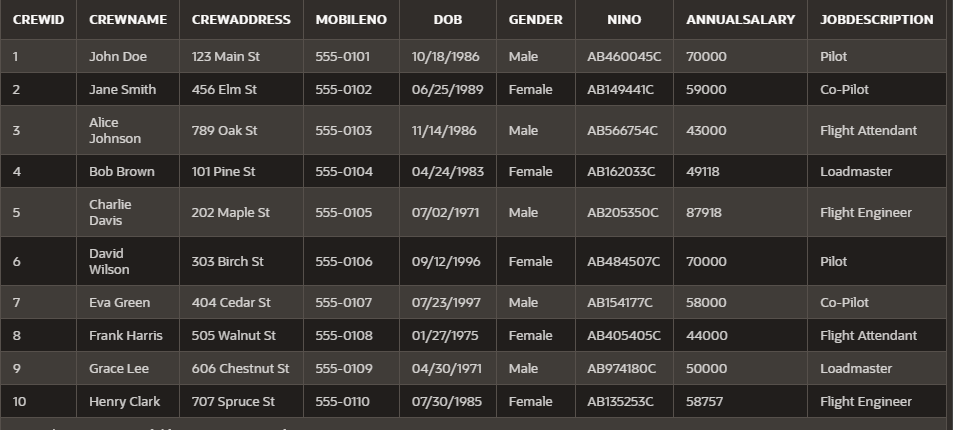 CREWID CREWNAME CREWADDRESS MOBILENO DOB GENDER NINO ANNUALSALARY JOBDESCRIPTION
1 John Doe 123 Main St 555-0101 10/18/1986 Male AB460045C 70000 Pilot
2 Jane Smith 456 Elm St 555-0102 06/25/1989 Female AB149441C 59000 Co-Pilot
3 Alice Johnson 789 Oak St 555-0103 11/14/1986 Male AB566754C 43000 Flight Attendant
4 Bob Brown 101 Pine St 555-0104 04/24/1983 Female AB162033C 49118 Loadmaster
5 Charlie Davis 202 Maple St 555-0105 07/02/1971 Male AB205350C 87918 Flight Engineer
6 David Wilson 303 Birch St 555-0106 09/12/1996 Female AB484507C 70000 Pilot
7 Eva Green 404 Cedar St 555-0107 07/23/1997 Male AB154177C 58000 Co-Pilot
8 Frank Harris 505 Walnut St 555-0108 01/27/1975 Female AB405405C 44000 Flight Attendant
9 Grace Lee 606 Chestnut St 555-0109 04/30/1971 Male AB974180C 50000 Loadmaster
10 Henry Clark 707 Spruce St 555-0110 07/30/1985 Female AB135253C 58757 Flight Engineer